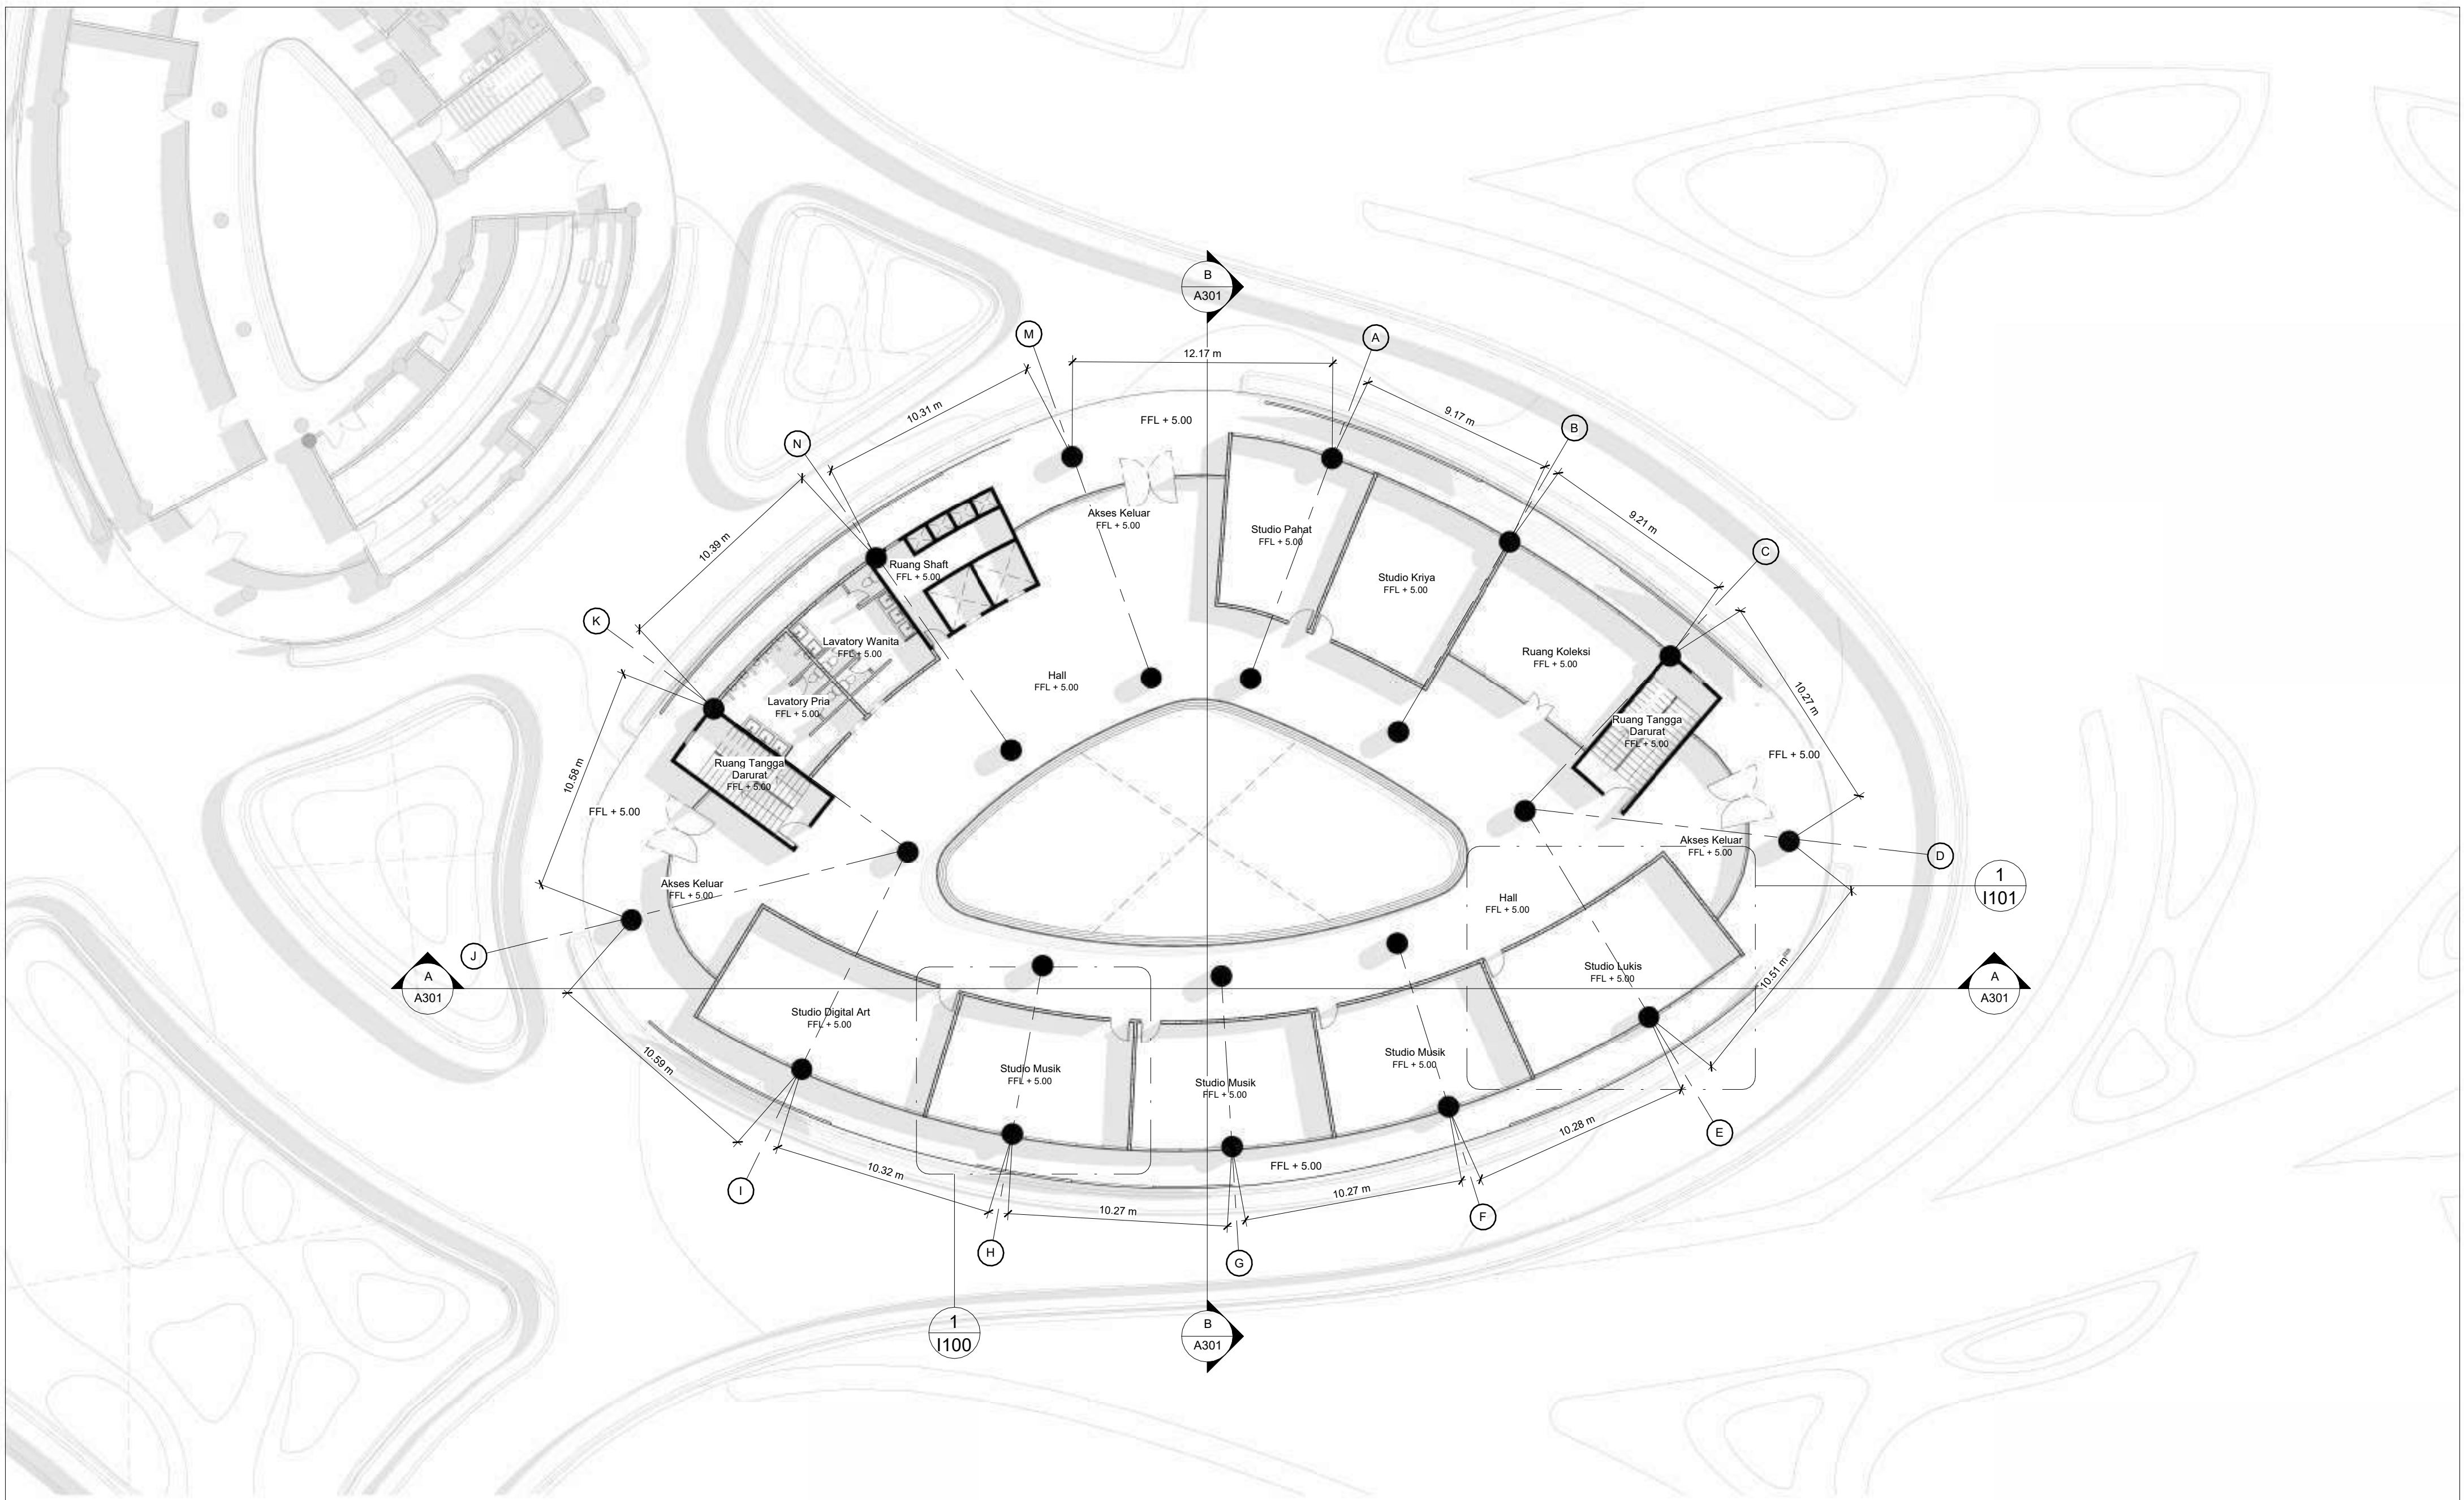 B
A301
M
A
12.17 m
10.31 m
9.17 m
FFL + 5.00
B
N
Akses Keluar
FFL + 5.00
9.21 m
Studio Pahat
FFL + 5.00
10.39 m
C
Ruang Shaft
FFL + 5.00
Studio Kriya
FFL + 5.00
K
Lavatory Wanita
FFL + 5.00
Ruang Koleksi
FFL + 5.00
Hall
FFL + 5.00
10.27 m
Lavatory Pria
FFL + 5.00
Ruang Tangga
Darurat
FFL + 5.00
FFL + 5.00
10.58 m
Ruang Tangga
Darurat
FFL + 5.00
FFL + 5.00
Akses Keluar
FFL + 5.00
D
Akses Keluar
FFL + 5.00
1
I101
Hall
FFL + 5.00
J
A
A301
Studio Lukis
FFL + 5.00
10.51 m
A
A301
Studio Digital Art
FFL + 5.00
10.59 m
Studio Musik
FFL + 5.00
Studio Musik
FFL + 5.00
Studio Musik
FFL + 5.00
10.28 m
E
FFL + 5.00
10.32 m
I
10.27 m
10.27 m
F
H
G
1
I100
B
A301